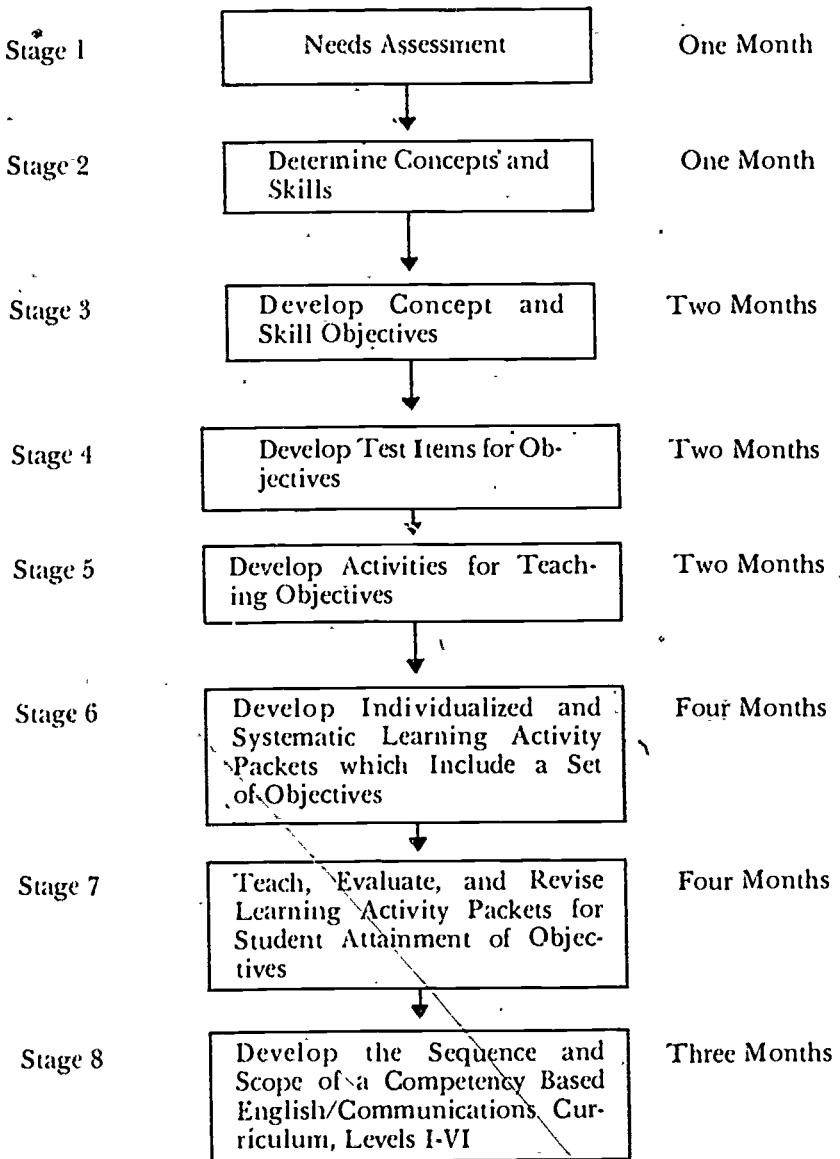 Stage 1
Needs Assessment
One Month
Stage 2
Determine Concepts and
Skills
One Month
Stage 3
Develop Concept and
Skill Objectives
Two Months
Stage 4
Develop Test Items for Ob-
jectives
Two Months
Stage 5
Develop Activities for Teach-
ing Objectives
Two Months
Stage 6
Develop Individualized and
Systematic Learning Activity
Packets which Include a Set
of Objectives
Four Months
Stage 7
Teach, Evaluate, and Revise
Learning Activity Packets for
Student Attainment of Objec-
tives
Four Months
Stage 8
Develop the Sequence and
Scope of a Competency Based
English/Communications Cur-
riculum, Levels I-VI
Three Months